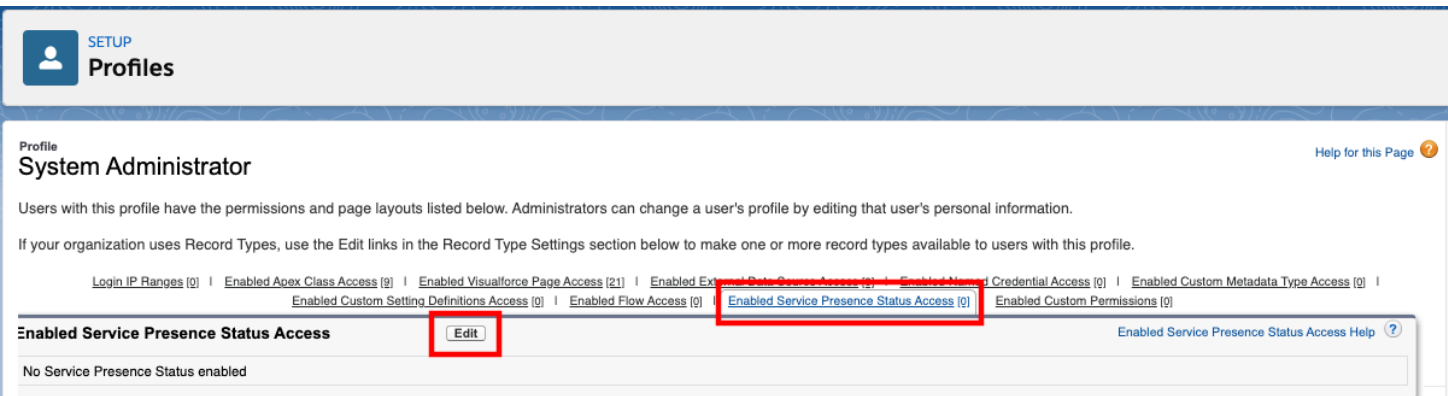 SETUP
Profiles
Profile
System Administrator
Help for this Page ?
Users with this profile have the permissions and page layouts listed below. Administrators can change a user's profile by editing that user's personal information.
If your organization uses Record Types, use the Edit links in the Record Type Settings section below to make one or more record types available to users with this profile.
Login IP Ranges [0] | Enabled Apex Class Access [9] | Enabled Visualforce Page Access [21] | Enabled External Data Source Access | Enabled Named Credential Access [0] | Enabled Custom Metadata Type Access [0] |
Enabled Custom Setting Definitions Access [0] | Enabled Flow Access [0] | Enabled Service Presence Status Access [0] Enabled Custom Permissions [0]
Enabled Service Presence Status Access Edit Enabled Service Presence Status Access Help ?
No Service Presence Status enabled